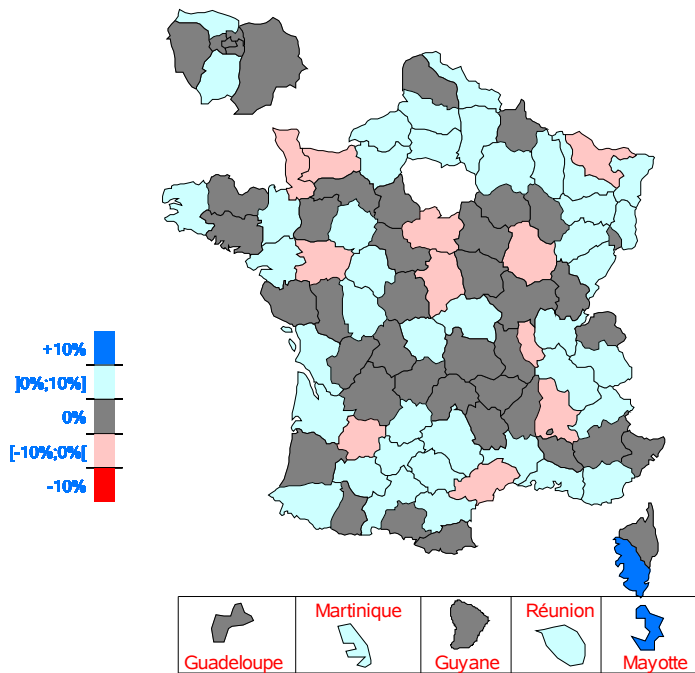 +10%
]0%;10%]
0%
[-10%;0%[
-10%
Martinique
Réunion
Guadeloupe
Guyane
Mayotte